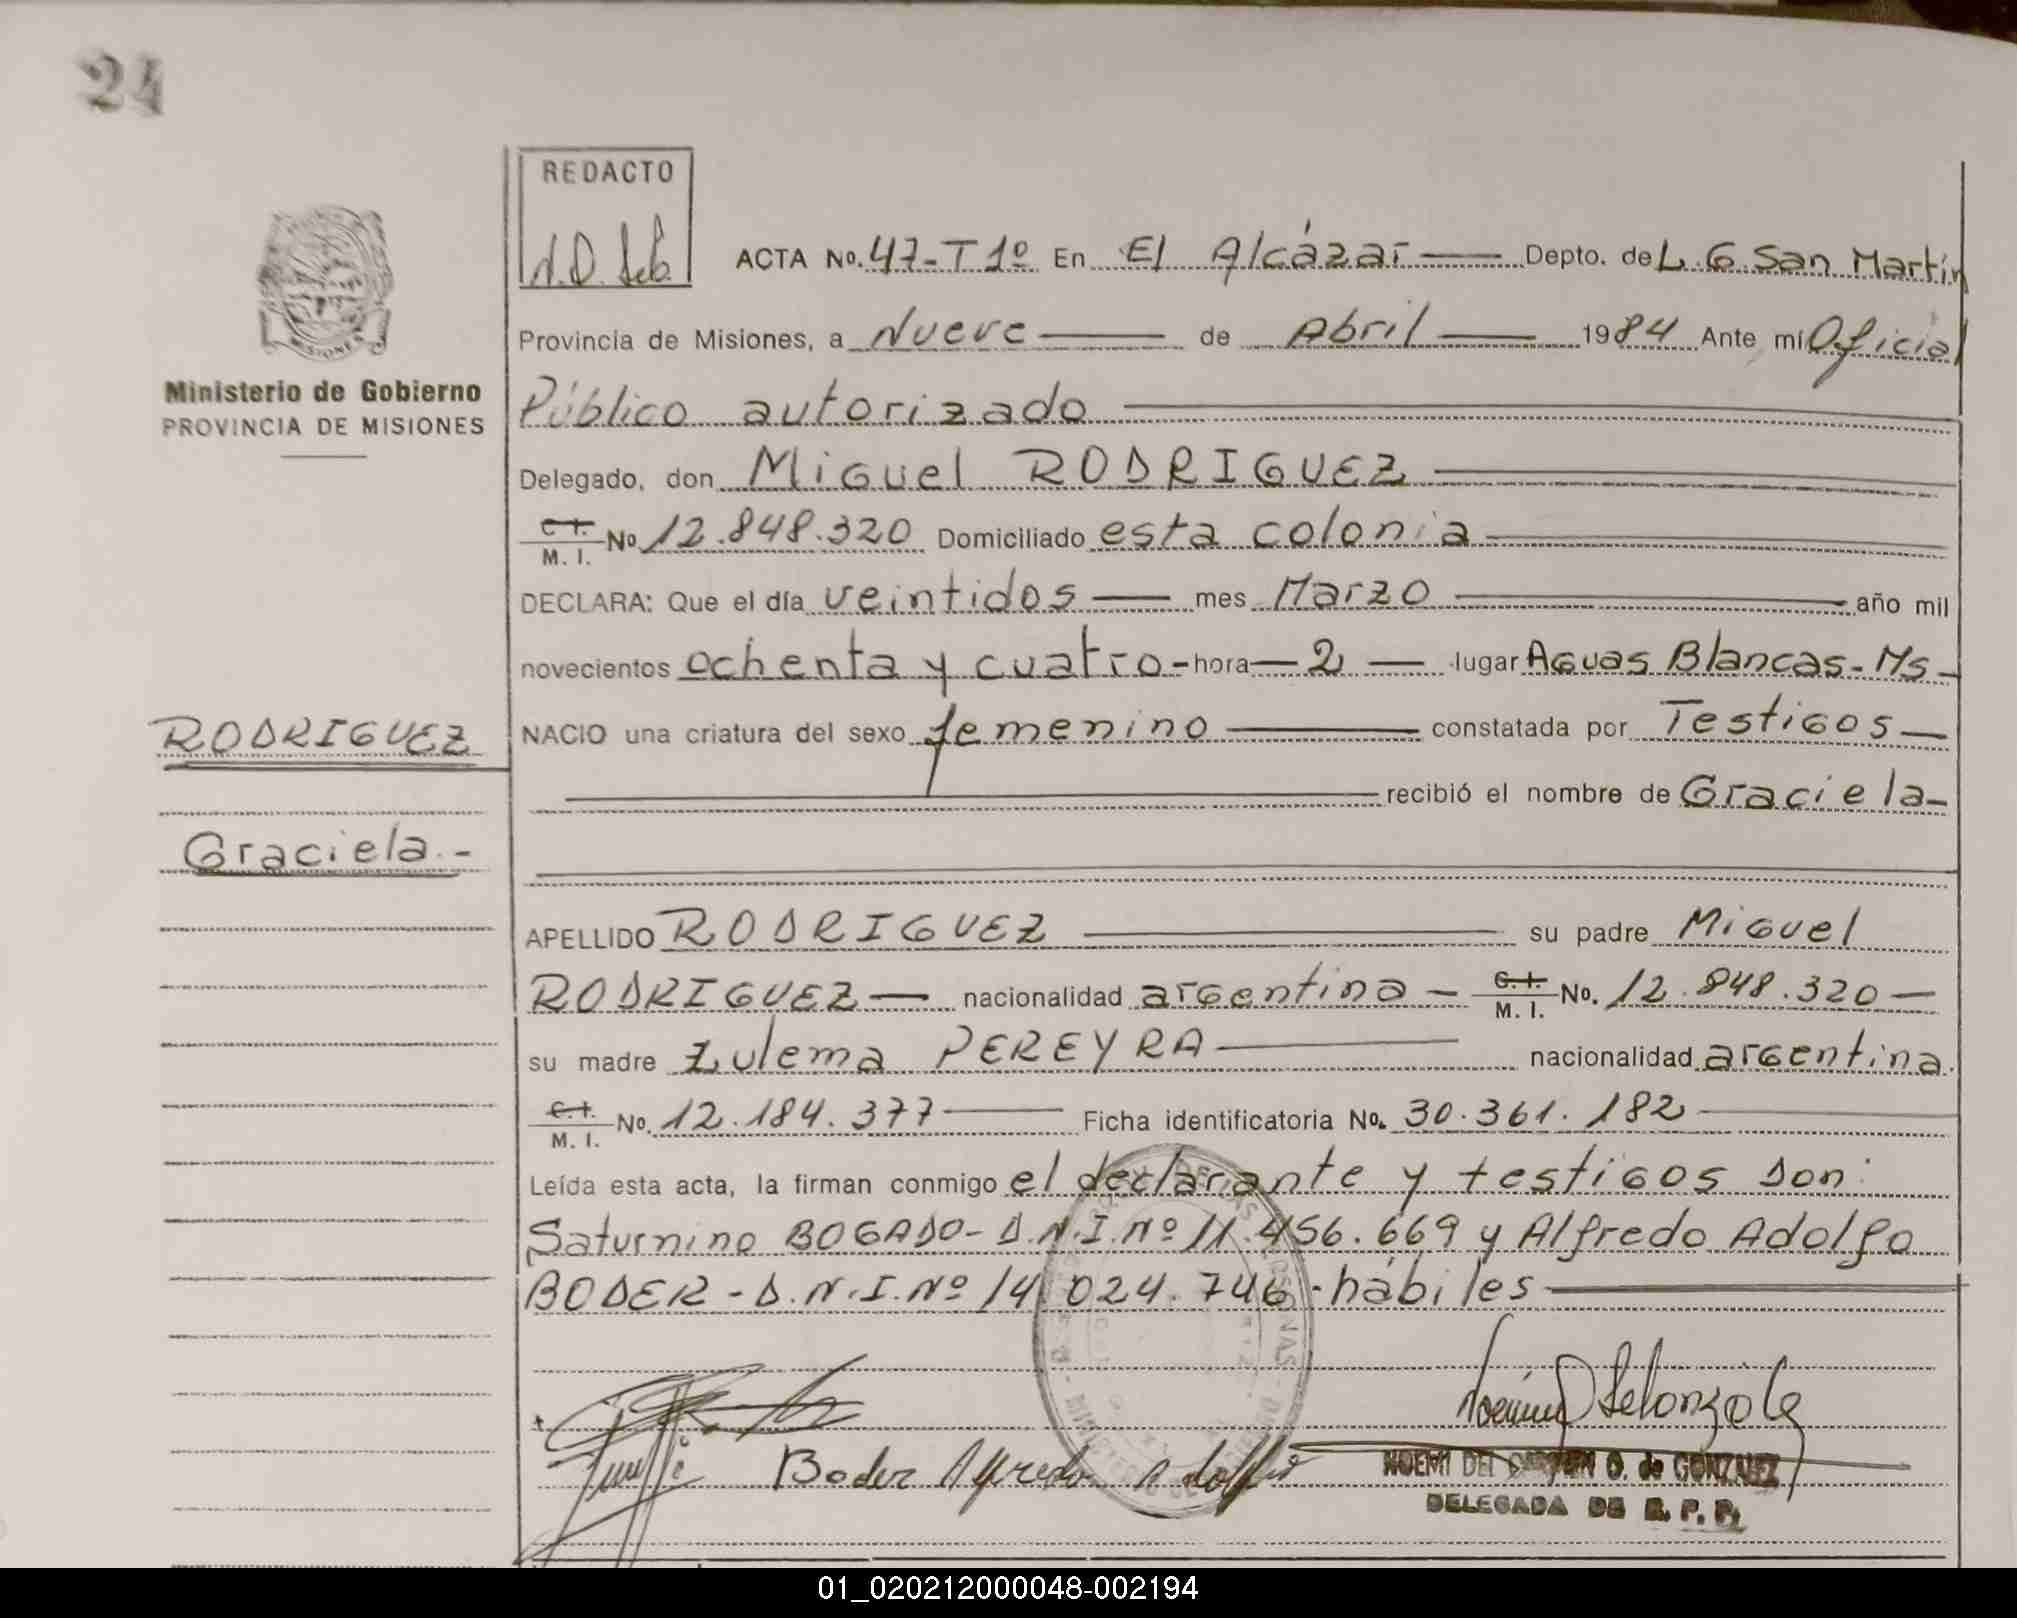 24
REDACTO
ACTA No. 47-T 1º En El Alcázar Depto. de L. G. San Martín
Provincia de Misiones, a Nueve de Abril 1984 Ante mí Oficial
MISIONES
Ministerio de Gobierno
PROVINCIA DE MISIONES
Público autorizado
Delegado, don Miguel RODRIGUEZ
C. I.
M. I. No 12.848.320 Domiciliado esta colonia
DECLARA: Que el día veintidos mes Marzo año mil
novecientos ochenta y cuatro - hora 2 lugar Aguas Blancas - Ms -
RODRIGUEZ
NACIO una criatura del sexo femenino constatada por Testigos
recibió el nombre de Graciela -
Graciela. -
APELLIDO RODRIGUEZ su padre Miguel
RODRIGUEZ nacionalidad argentina - C. I. M. I. No. 12.848.320 -
su madre Zulema PEREYRA nacionalidad argentina.
C. I.
M. I. No. 12.184.377 Ficha identificatoria No. 30.361.182
Leída esta acta, la firman conmigo el declarante y testigos son:
Saturnino BOGADO - D.N.I. Nº 11.456.669 y Alfredo Adolfo
BODER - D.N.I. Nº 14.024.746 - hábiles
Boder Alfredo Adolfo
NOEMI DEL CARMEN O. de GONZALEZ
DELEGADA DE R. P. P.
01_020212000048-002194